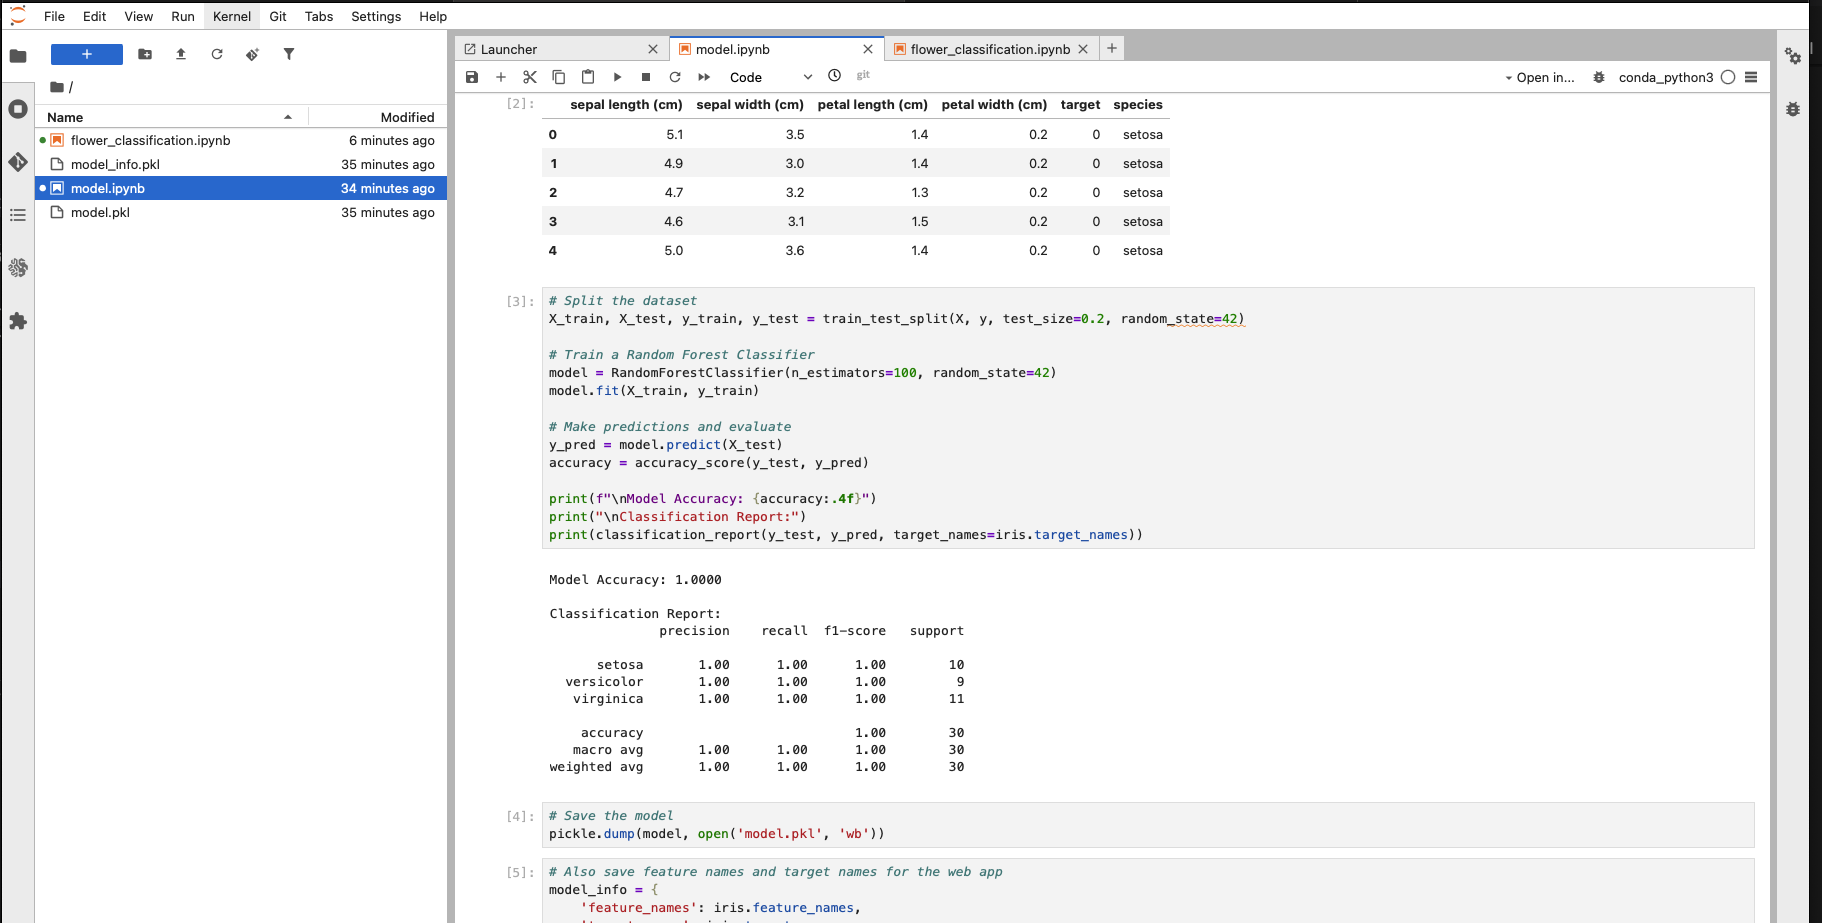 File Edit View Run Kernel Git Tabs Settings Help
+
/
Name Modified
flower_classification.ipynb 6 minutes ago
model_info.pkl 35 minutes ago
model.ipynb 34 minutes ago
model.pkl 35 minutes ago
Launcher model.ipynb flower_classification.ipynb +
Code git Open in... conda_python3
[2]: sepal length (cm) sepal width (cm) petal length (cm) petal width (cm) target species
0 5.1 3.5 1.4 0.2 0 setosa
1 4.9 3.0 1.4 0.2 0 setosa
2 4.7 3.2 1.3 0.2 0 setosa
3 4.6 3.1 1.5 0.2 0 setosa
4 5.0 3.6 1.4 0.2 0 setosa
[3]: # Split the dataset
X_train, X_test, y_train, y_test = train_test_split(X, y, test_size=0.2, random_state=42)
# Train a Random Forest Classifier
model = RandomForestClassifier(n_estimators=100, random_state=42)
model.fit(X_train, y_train)
# Make predictions and evaluate
y_pred = model.predict(X_test)
accuracy = accuracy_score(y_test, y_pred)
print(f"\nModel Accuracy: {accuracy:.4f}")
print("\nClassification Report:")
print(classification_report(y_test, y_pred, target_names=iris.target_names))
Model Accuracy: 1.0000
Classification Report:
precision recall f1-score support
setosa 1.00 1.00 1.00 10
versicolor 1.00 1.00 1.00 9
virginica 1.00 1.00 1.00 11
accuracy 1.00 30
macro avg 1.00 1.00 1.00 30
weighted avg 1.00 1.00 1.00 30
[4]: # Save the model
pickle.dump(model, open('model.pkl', 'wb'))
[5]: # Also save feature names and target names for the web app
model_info = {
'feature_names': iris.feature_names,